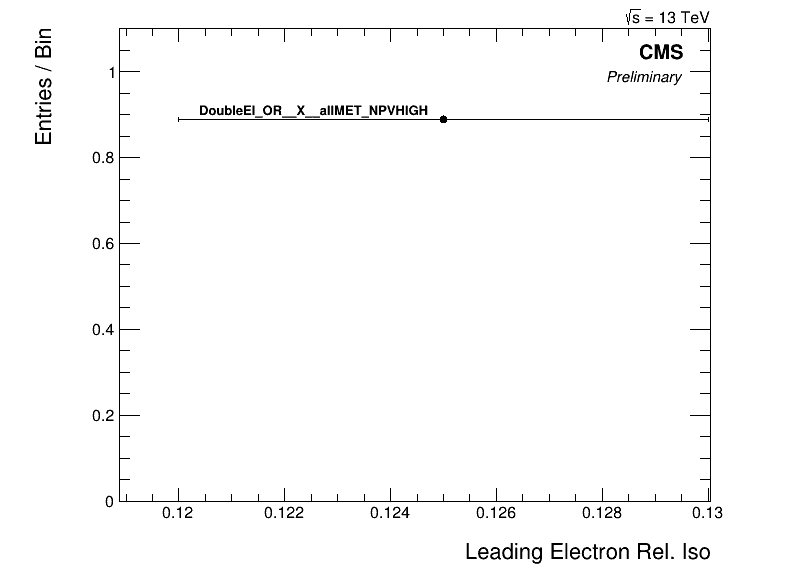 √s = 13 TeV
CMS
Preliminary
Entries / Bin
1
DoubleEl_OR__X__allMET_NPVHIGH
0.8
0.6
0.4
0.2
0
0.12 0.122 0.124 0.126 0.128 0.13
Leading Electron Rel. Iso